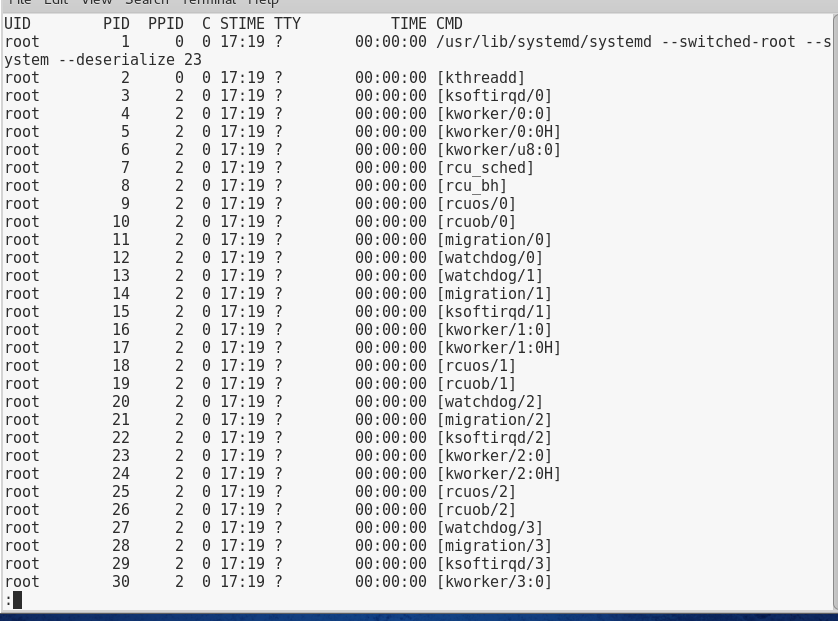 File Edit View Search Terminal Help
UID        PID  PPID  C STIME TTY          TIME CMD
root         1     0  0 17:19 ?        00:00:00 /usr/lib/systemd/systemd --switched-root --s
ystem --deserialize 23
root         2     0  0 17:19 ?        00:00:00 [kthreadd]
root         3     2  0 17:19 ?        00:00:00 [ksoftirqd/0]
root         4     2  0 17:19 ?        00:00:00 [kworker/0:0]
root         5     2  0 17:19 ?        00:00:00 [kworker/0:0H]
root         6     2  0 17:19 ?        00:00:00 [kworker/u8:0]
root         7     2  0 17:19 ?        00:00:00 [rcu_sched]
root         8     2  0 17:19 ?        00:00:00 [rcu_bh]
root         9     2  0 17:19 ?        00:00:00 [rcuos/0]
root        10     2  0 17:19 ?        00:00:00 [rcuob/0]
root        11     2  0 17:19 ?        00:00:00 [migration/0]
root        12     2  0 17:19 ?        00:00:00 [watchdog/0]
root        13     2  0 17:19 ?        00:00:00 [watchdog/1]
root        14     2  0 17:19 ?        00:00:00 [migration/1]
root        15     2  0 17:19 ?        00:00:00 [ksoftirqd/1]
root        16     2  0 17:19 ?        00:00:00 [kworker/1:0]
root        17     2  0 17:19 ?        00:00:00 [kworker/1:0H]
root        18     2  0 17:19 ?        00:00:00 [rcuos/1]
root        19     2  0 17:19 ?        00:00:00 [rcuob/1]
root        20     2  0 17:19 ?        00:00:00 [watchdog/2]
root        21     2  0 17:19 ?        00:00:00 [migration/2]
root        22     2  0 17:19 ?        00:00:00 [ksoftirqd/2]
root        23     2  0 17:19 ?        00:00:00 [kworker/2:0]
root        24     2  0 17:19 ?        00:00:00 [kworker/2:0H]
root        25     2  0 17:19 ?        00:00:00 [rcuos/2]
root        26     2  0 17:19 ?        00:00:00 [rcuob/2]
root        27     2  0 17:19 ?        00:00:00 [watchdog/3]
root        28     2  0 17:19 ?        00:00:00 [migration/3]
root        29     2  0 17:19 ?        00:00:00 [ksoftirqd/3]
root        30     2  0 17:19 ?        00:00:00 [kworker/3:0]
: